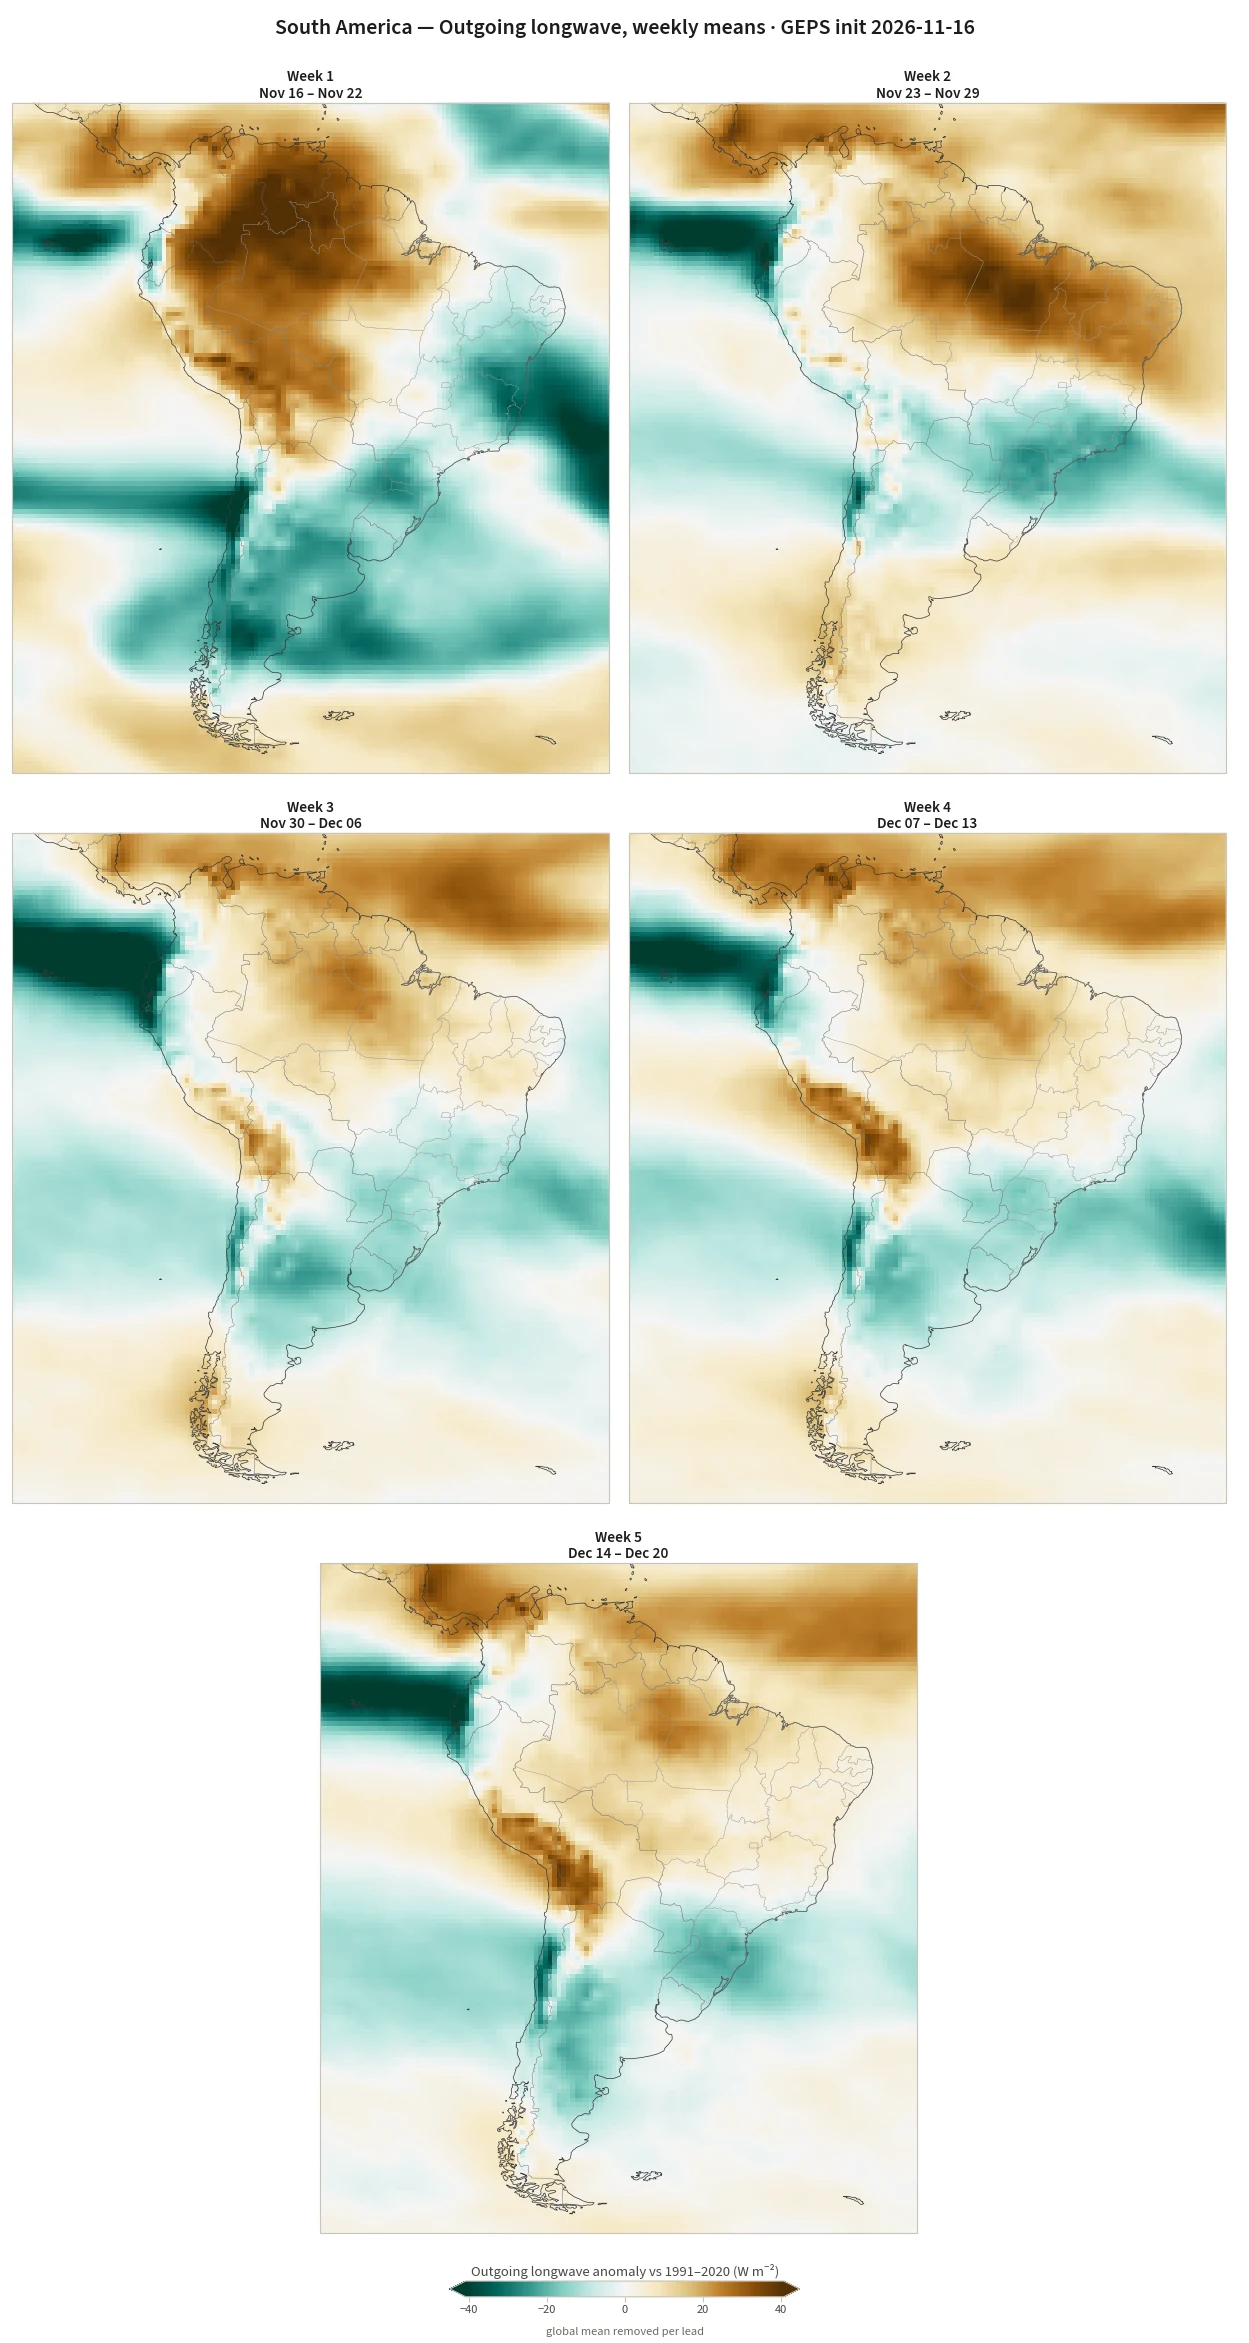 South America — Outgoing longwave, weekly means · GEPS init 2026-11-16
Week 1
Nov 16 – Nov 22
Week 2
Nov 23 – Nov 29
Week 3
Nov 30 – Dec 06
Week 4
Dec 07 – Dec 13
Week 5
Dec 14 – Dec 20
Outgoing longwave anomaly vs 1991–2020 (W m⁻²)
−40 −20 0 20 40
global mean removed per lead